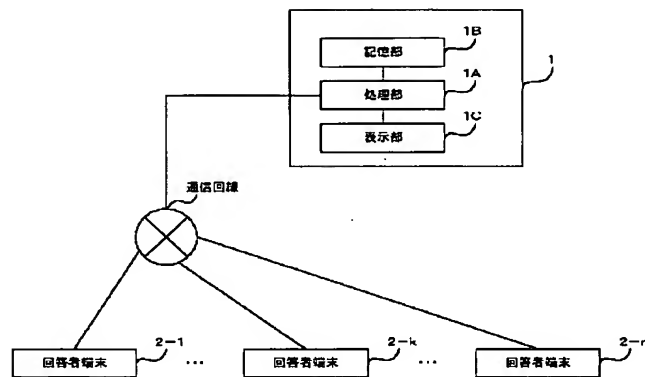 1B
記憶部
1
1A
処理部
1C
表示部
通信回線
2-1
2-k
2-n
回答者端末 … 回答者端末 … 回答者端末